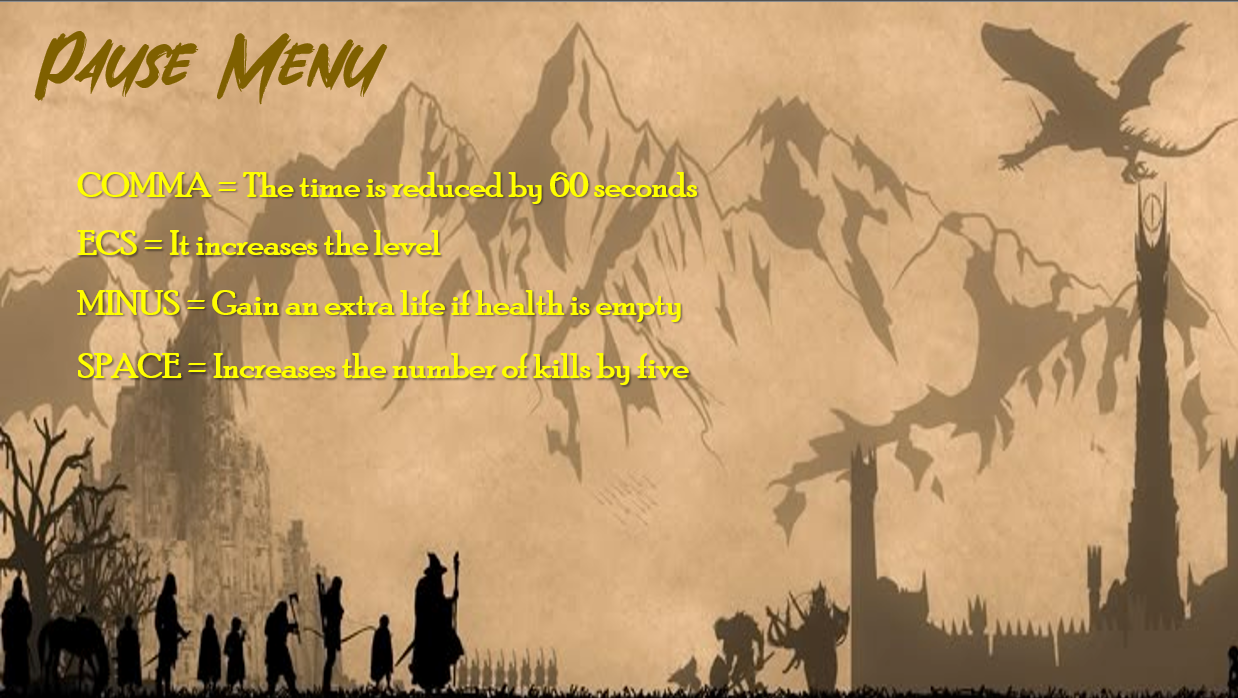 Pause Menu
COMMA = The time is reduced by 60 seconds
ECS = It increases the level
MINUS = Gain an extra life if health is empty
SPACE = Increases the number of kills by five